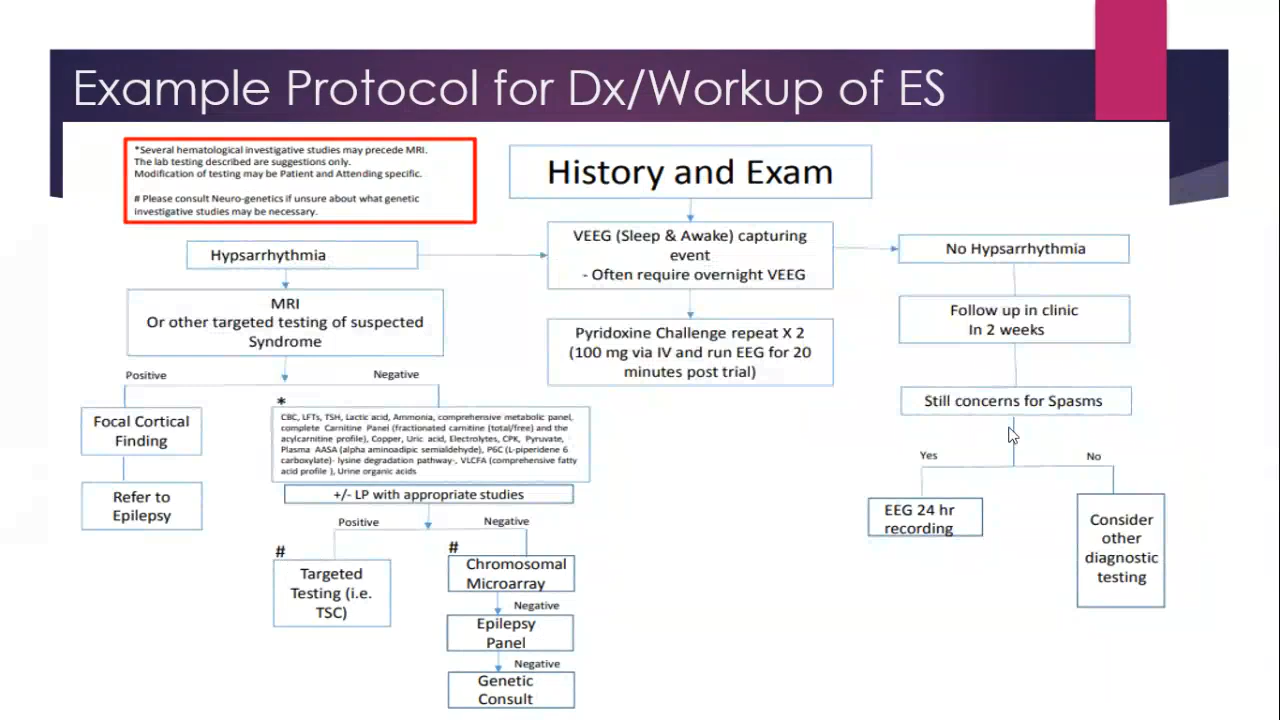 Example Protocol for Dx/Workup of ES
*Several hematological investigative studies may precede MRI.
The lab testing described are suggestions only.
Modification of testing may be Patient and Attending specific.
# Please consult Neuro-genetics if unsure about what genetic
investigative studies may be necessary.
History and Exam
VEEG (Sleep & Awake) capturing
event
- Often require overnight VEEG
Hypsarrhythmia
No Hypsarrhythmia
MRI
Or other targeted testing of suspected
Syndrome
Pyridoxine Challenge repeat X 2
(100 mg via IV and run EEG for 20
minutes post trial)
Follow up in clinic
In 2 weeks
Positive
Negative
Still concerns for Spasms
Focal Cortical
Finding
*
CBC, LFTs, TSH, Lactic acid, Ammonia, comprehensive metabolic panel,
complete Carnitine Panel (fractionated carnitine (total/free) and the
acylcarnitine profile), Copper, Uric acid, Electrolytes, CPK, Pyruvate,
Plasma AASA (alpha aminoadipic semialdehyde), P6C (L-piperidene 6
carboxylate)- lysine degradation pathway-, VLCFA (comprehensive fatty
acid profile ), Urine organic acids
Yes
No
Refer to
Epilepsy
+/- LP with appropriate studies
EEG 24 hr
recording
Consider
other
diagnostic
testing
Positive
Negative
#
Targeted
Testing (i.e.
TSC)
#
Chromosomal
Microarray
Negative
Epilepsy
Panel
Negative
Genetic
Consult